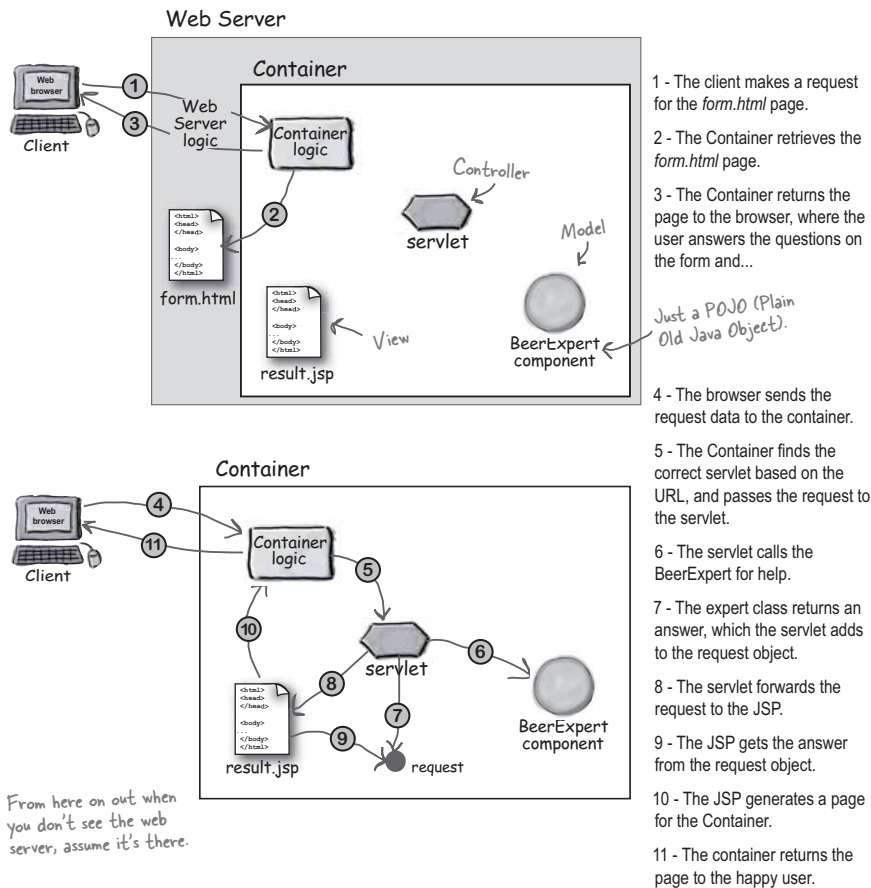 Web Server
Container
Web
browser
Client
1
3
Web
Server
logic
Container
logic
2
Controller
servlet
Model
<html>
<head>
</head>
<body>
...
</body>
</html>
form.html
<html>
<head>
</head>
<body>
...
</body>
</html>
result.jsp
View
BeerExpert
component
1 - The client makes a request
for the form.html page.
2 - The Container retrieves the
form.html page.
3 - The Container returns the
page to the browser, where the
user answers the questions on
the form and...
Just a POJO (Plain
Old Java Object).
Container
Web
browser
Client
4
11
Container
logic
5
10
servlet
6
8
7
9
<html>
<head>
</head>
<body>
...
</body>
</html>
result.jsp
request
BeerExpert
component
From here on out when
you don't see the web
server, assume it's there.
4 - The browser sends the
request data to the container.
5 - The Container finds the
correct servlet based on the
URL, and passes the request to
the servlet.
6 - The servlet calls the
BeerExpert for help.
7 - The expert class returns an
answer, which the servlet adds
to the request object.
8 - The servlet forwards the
request to the JSP.
9 - The JSP gets the answer
from the request object.
10 - The JSP generates a page
for the Container.
11 - The container returns the
page to the happy user.